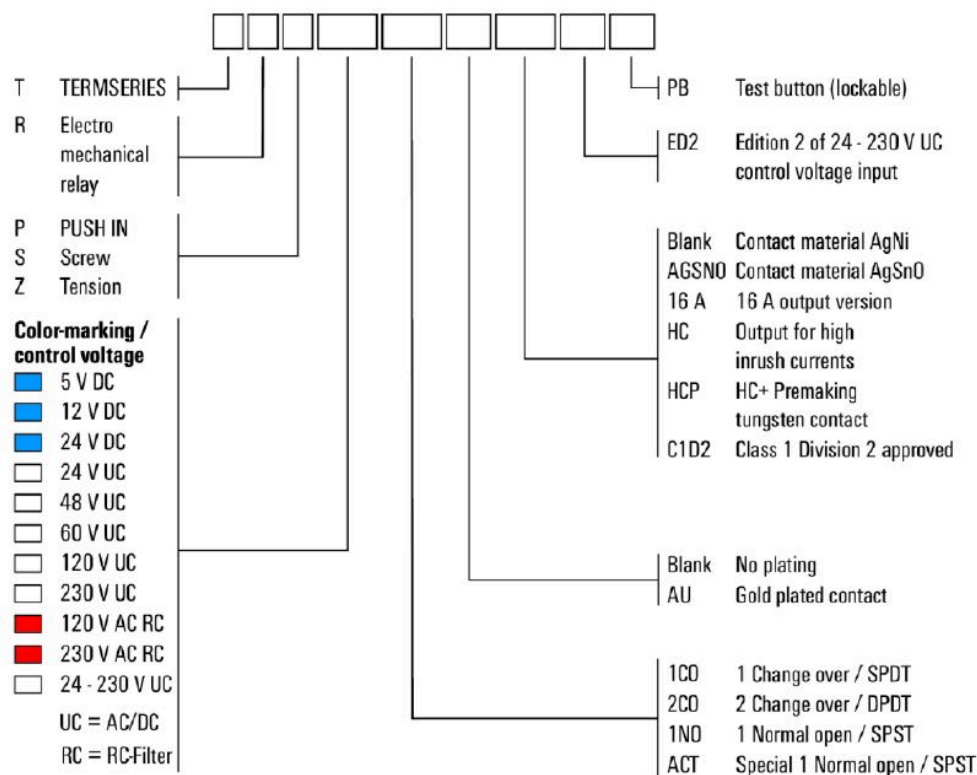 T TERMSERIES
R Electro
mechanical
relay
P PUSH IN
S Screw
Z Tension
Color-marking /
control voltage
5 V DC
12 V DC
24 V DC
24 V UC
48 V UC
60 V UC
120 V UC
230 V UC
120 V AC RC
230 V AC RC
24 - 230 V UC
UC = AC/DC
RC = RC-Filter
PB Test button (lockable)
ED2 Edition 2 of 24 - 230 V UC
control voltage input
Blank Contact material AgNi
AGSNO Contact material AgSnO
16 A 16 A output version
HC Output for high
inrush currents
HCP HC+ Premaking
tungsten contact
C1D2 Class 1 Division 2 approved
Blank No plating
AU Gold plated contact
1CO 1 Change over / SPDT
2CO 2 Change over / DPDT
1NO 1 Normal open / SPST
ACT Special 1 Normal open / SPST